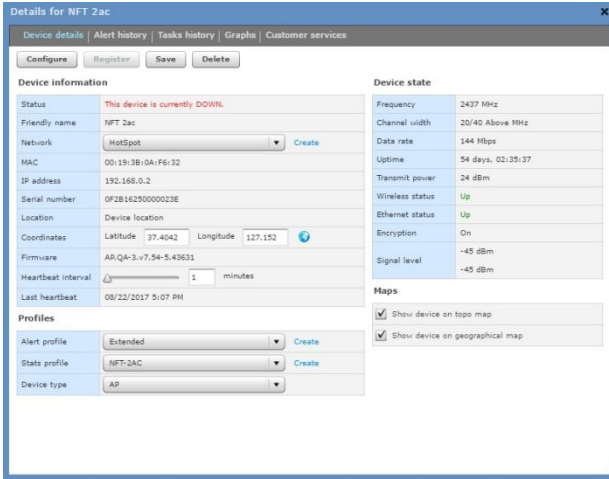 Details for NFT 2ac
Device details | Alert history | Tasks history | Graphs | Customer services
Configure Register Save Delete
Device information
Status This device is currently DOWN.
Friendly name NFT 2ac
Network HotSpot Create
MAC 00:19:3B:0A:F6:32
IP address 192.168.0.2
Serial number 0F2B16250000023E
Location Device location
Coordinates Latitude 37.4042 Longitude 127.152
Firmware AP.QA-3.v7.54-5.43631
Heartbeat interval 1 minutes
Last heartbeat 08/22/2017 5:07 PM
Profiles
Alert profile Extended Create
Stats profile NFT-2AC Create
Device type AP
Device state
Frequency 2437 MHz
Channel width 20/40 Above MHz
Data rate 144 Mbps
Uptime 54 days, 02:35:37
Transmit power 24 dBm
Wireless status Up
Ethernet status Up
Encryption On
Signal level -45 dBm
-45 dBm
Maps
Show device on topo map
Show device on geographical map